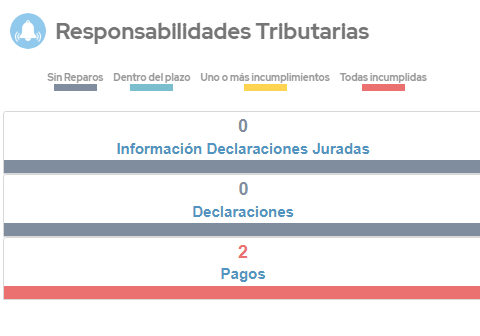 Responsabilidades Tributarias
Sin Reparos Dentro del plazo Uno o más incumplimientos Todas incumplidas
0
Información Declaraciones Juradas
0
Declaraciones
2
Pagos